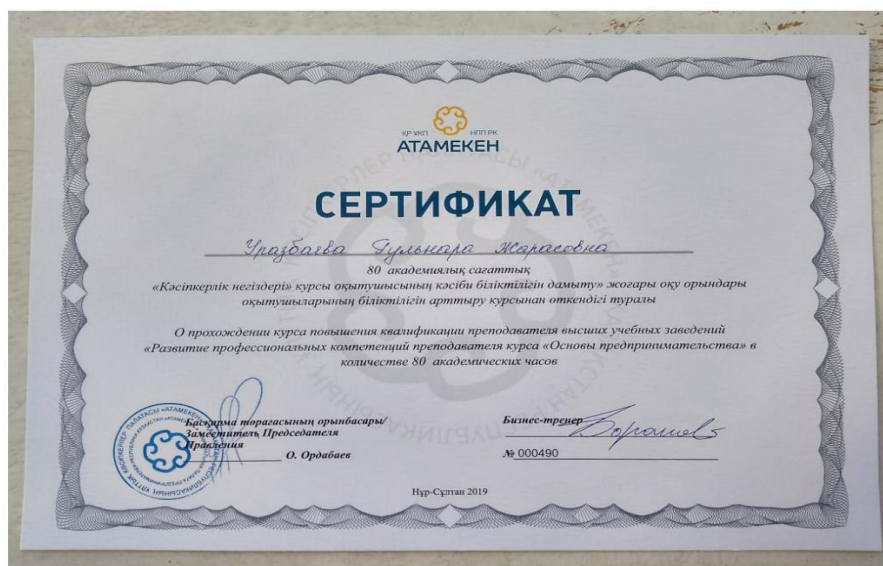 ҚР ҰКП НПП РК
АТАМЕКЕН
СЕРТИФИКАТ
Уразбаева Гульнара Жарасовна
80 академиялық сағаттық
«Кәсіпкерлік негіздері» курсы оқытушысының кәсіби біліктілігін дамыту» жоғары оқу орындары
оқытушыларының біліктілігін арттыру курсынан өткендігі туралы
О прохождении курса повышения квалификации преподавателя высших учебных заведений
«Развитие профессиональных компетенций преподавателя курса «Основы предпринимательства» в
количестве 80 академических часов
Басқарма төрағасының орынбасары/
Заместитель Председателя
Правления
О. Ордабаев
Бизнес-тренер
№ 000490
Нұр-Сұлтан 2019